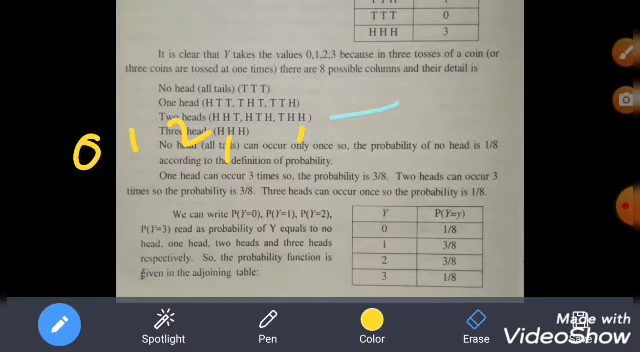 T T T 0
H H H 3
It is clear that Y takes the values 0,1,2,3 because in three tosses of a coin (or
three coins are tossed at one times) there are 8 possible columns and their detail is
No head (all tails) (T T T)
One head (H T T, T H T, T T H)
Two heads (H H T, H T H, T H H )
Three head (H H H)
No head (all tails) can occur only once so, the probability of no head is 1/8
according to the definition of probability.
One head can occur 3 times so, the probability is 3/8. Two heads can occur 3
times so the probability is 3/8. Three heads can occur once so the probability is 1/8.
We can write P(Y=0), P(Y=1), P(Y=2),
P(Y=3) read as probability of Y equals to no
head, one head, two heads and three heads
respectively. So, the probability function is
given in the adjoining table:
Y P(Y=y)
0 1/8
1 3/8
2 3/8
3 1/8
0 1 2 1 1
Spotlight Pen Color Erase
Made with
VideoShow